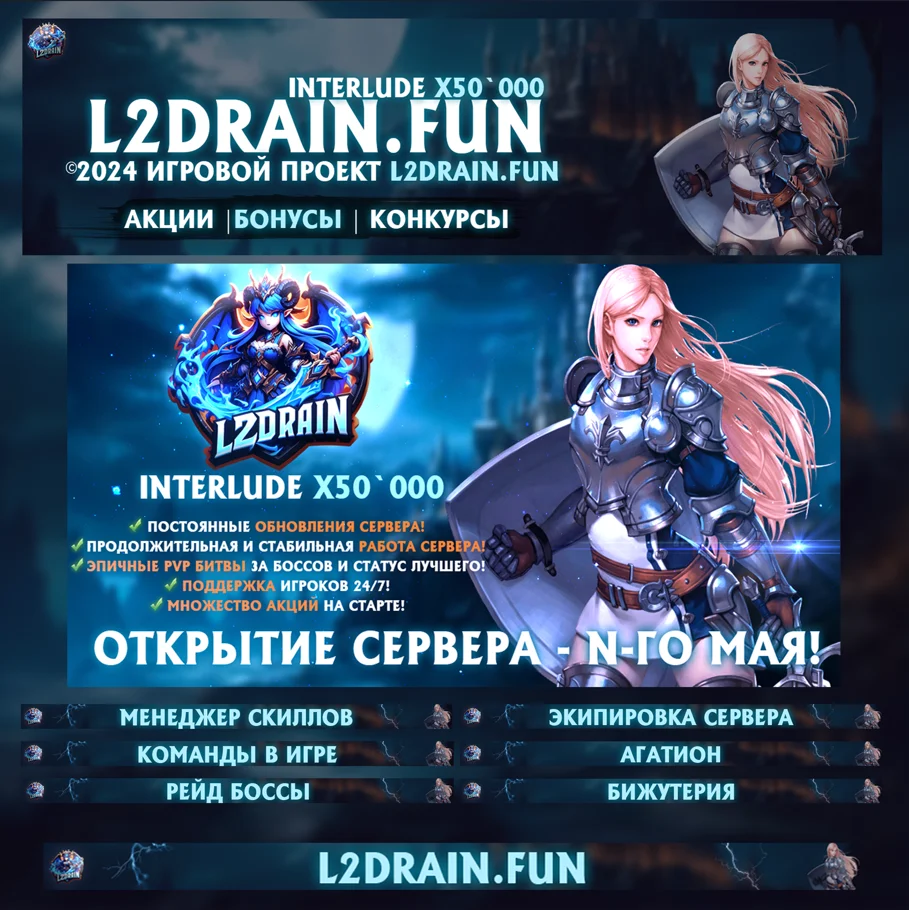 L2DRAIN
INTERLUDE X50`000
L2DRAIN.FUN
©2024 ИГРОВОЙ ПРОЕКТ L2DRAIN.FUN
АКЦИИ | БОНУСЫ | КОНКУРСЫ
L2DRAIN
INTERLUDE X50`000
ПОСТОЯННЫЕ ОБНОВЛЕНИЯ СЕРВЕРА!
ПРОДОЛЖИТЕЛЬНАЯ И СТАБИЛЬНАЯ РАБОТА СЕРВЕРА!
ЭПИЧНЫЕ PVP БИТВЫ ЗА БОССОВ И СТАТУС ЛУЧШЕГО!
ПОДДЕРЖКА ИГРОКОВ 24/7!
МНОЖЕСТВО АКЦИЙ НА СТАРТЕ!
ОТКРЫТИЕ СЕРВЕРА - N-ГО МАЯ!
МЕНЕДЖЕР СКИЛЛОВ
ЭКИПИРОВКА СЕРВЕРА
КОМАНДЫ В ИГРЕ
АГАТИОН
РЕЙД БОССЫ
БИЖУТЕРИЯ
L2DRAIN
L2DRAIN.FUN